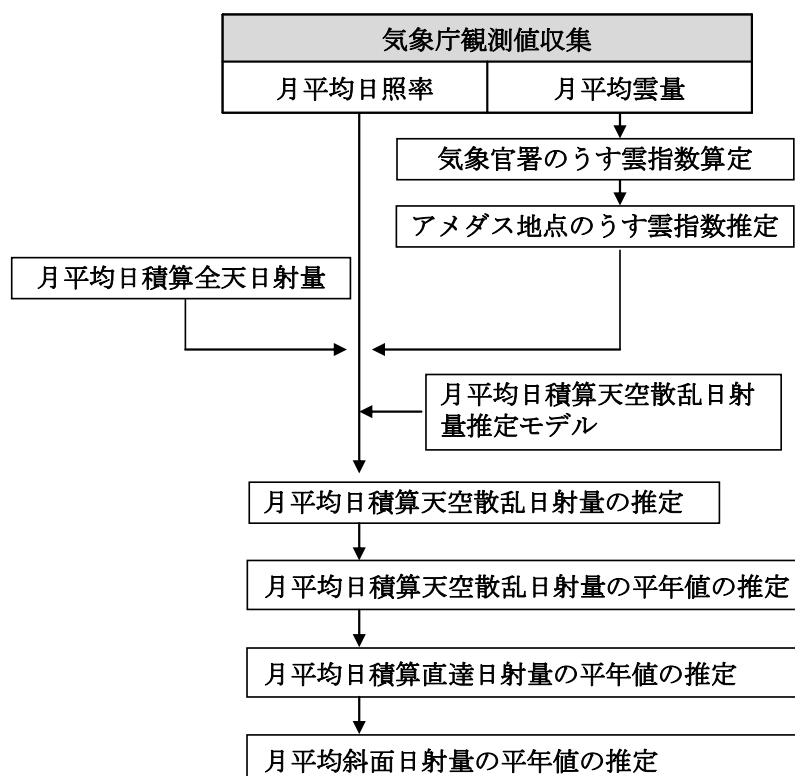 気象庁観測値収集
月平均日照率
月平均雲量
気象官署のうす雲指数算定
アメダス地点のうす雲指数推定
月平均日積算全天日射量
月平均日積算天空散乱日射
量推定モデル
月平均日積算天空散乱日射量の推定
月平均日積算天空散乱日射量の平年値の推定
月平均日積算直達日射量の平年値の推定
月平均斜面日射量の平年値の推定